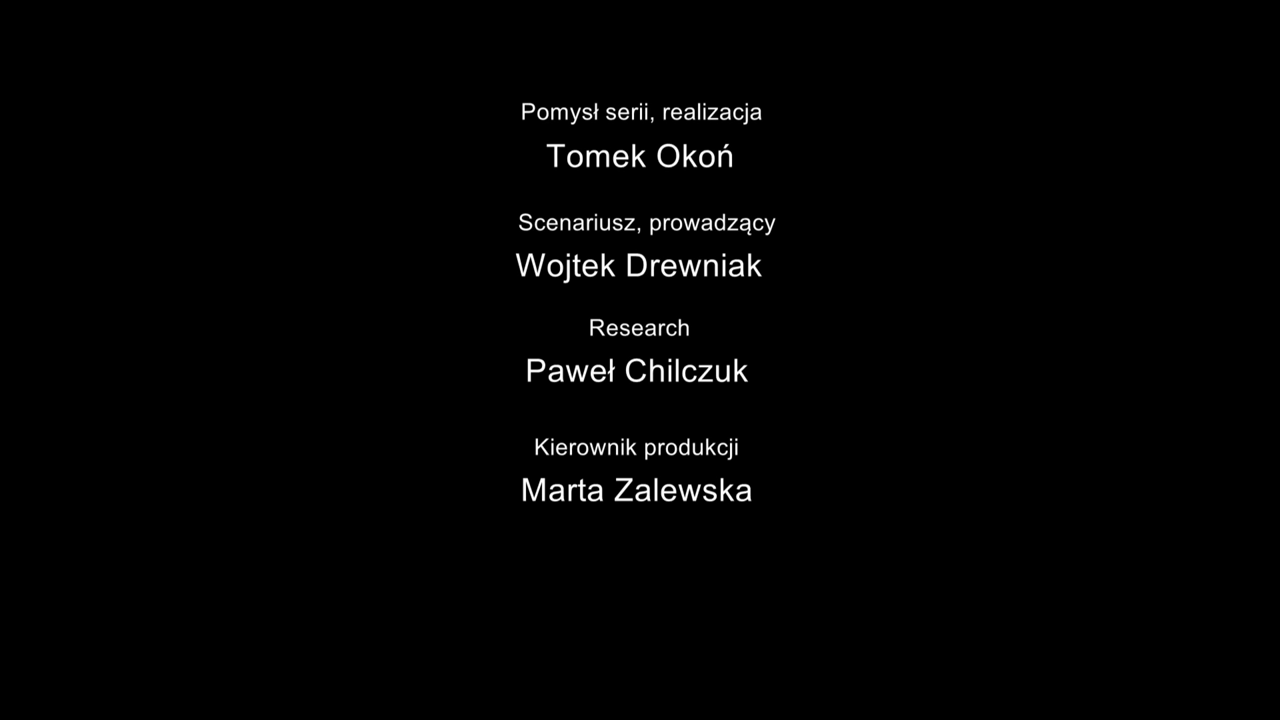 Pomysł serii, realizacja
Tomek Okoń
Scenariusz, prowadzący
Wojtek Drewniak
Research
Paweł Chilczuk
Kierownik produkcji
Marta Zalewska